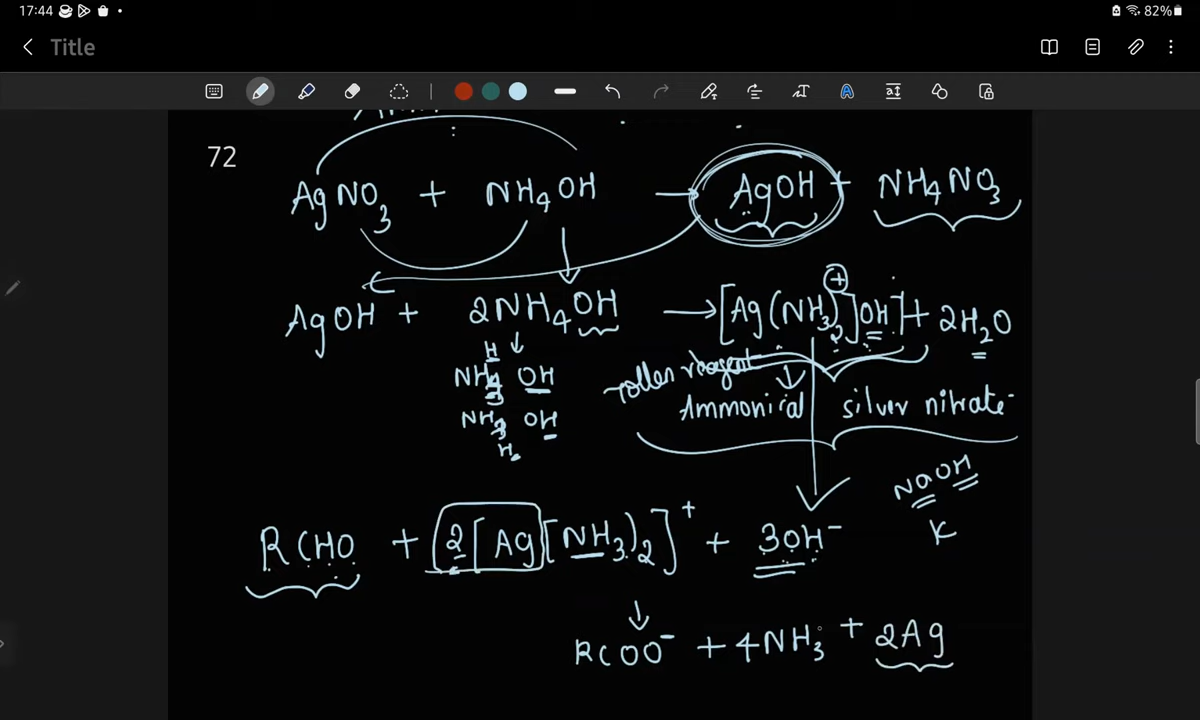 17:44 82%
Title
72
AgNO3 + NH4OH → AgOH + NH4NO3
AgOH + 2NH4OH → [Ag(NH3)2]⊕OH] + 2H2O
H
NH3 OH
NH3 OH
H
Tollen reagent
Ammonical silver nitrate
NaOH
K
RCHO + 2[Ag[NH3)2]+ + 3OH−
RCOO− + 4NH3 + 2Ag